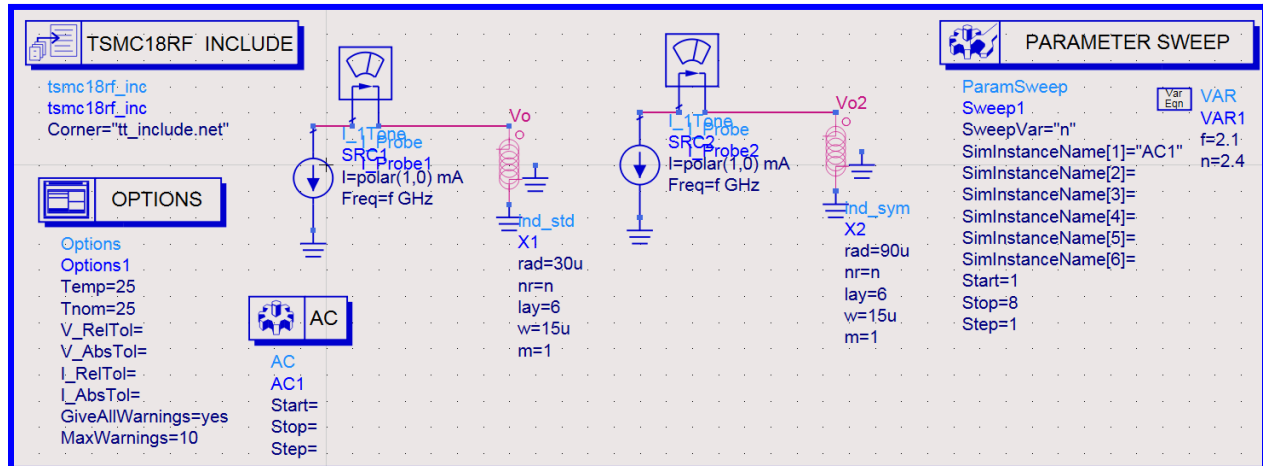 TSMC18RF INCLUDE
tsmc18rf_inc
tsmc18rf_inc
Corner="tt_include.net"
OPTIONS
Options
Options1
Temp=25
Tnom=25
V_RelTol=
V_AbsTol=
I_RelTol=
I_AbsTol=
GiveAllWarnings=yes
MaxWarnings=10
AC
AC
AC1
Start=
Stop=
Step=
I_1Tone
I_Probe
SRC1
I_Probe1
I=polar(1,0) mA
Freq=f GHz
Vo
Ind_std
X1
rad=30u
nr=n
lay=6
w=15u
m=1
I_1Tone
I_Probe
SRC2
I_Probe2
I=polar(1,0) mA
Freq=f GHz
Vo2
Ind_sym
X2
rad=90u
nr=n
lay=6
w=15u
m=1
PARAMETER SWEEP
ParamSweep
Sweep1
SweepVar="n"
SimInstanceName[1]="AC1"
SimInstanceName[2]=
SimInstanceName[3]=
SimInstanceName[4]=
SimInstanceName[5]=
SimInstanceName[6]=
Start=1
Stop=8
Step=1
Var
Eqn
VAR
VAR1
f=2.1
n=2.4